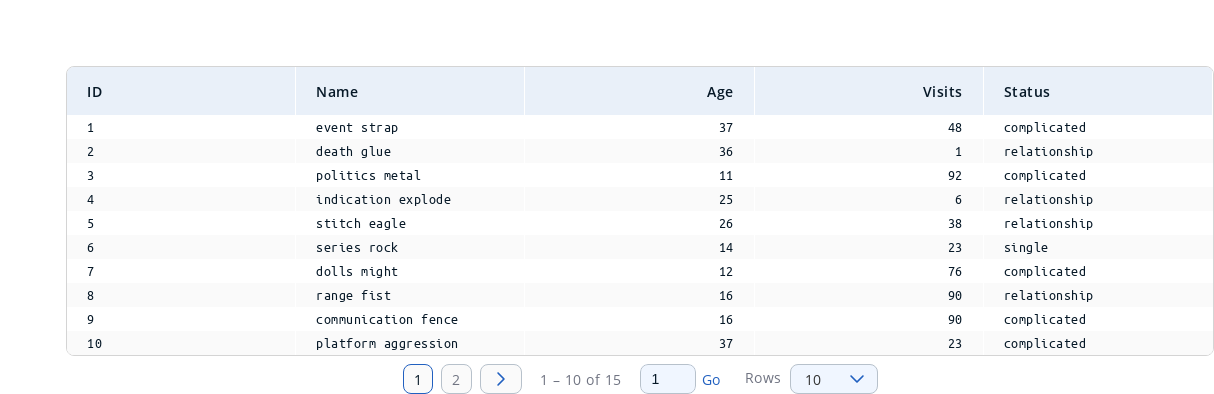 ID Name Age Visits Status
1 event strap 37 48 complicated
2 death glue 36 1 relationship
3 politics metal 11 92 complicated
4 indication explode 25 6 relationship
5 stitch eagle 26 38 relationship
6 series rock 14 23 single
7 dolls might 12 76 complicated
8 range fist 16 90 relationship
9 communication fence 16 90 complicated
10 platform aggression 37 23 complicated
1 2 1 – 10 of 15 1 Go Rows 10